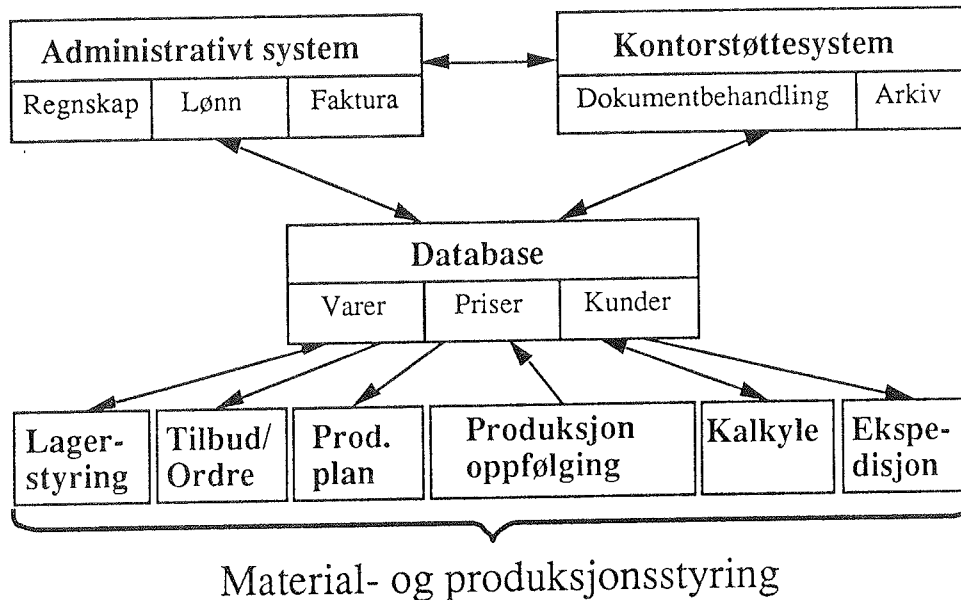 Administrativt system
Regnskap Lønn Faktura
Kontorstøttesystem
Dokumentbehandling Arkiv
Database
Varer Priser Kunder
Lager-
styring
Tilbud/
Ordre
Prod.
plan
Produksjon
oppfølging
Kalkyle
Ekspe-
disjon
Material- og produksjonsstyring